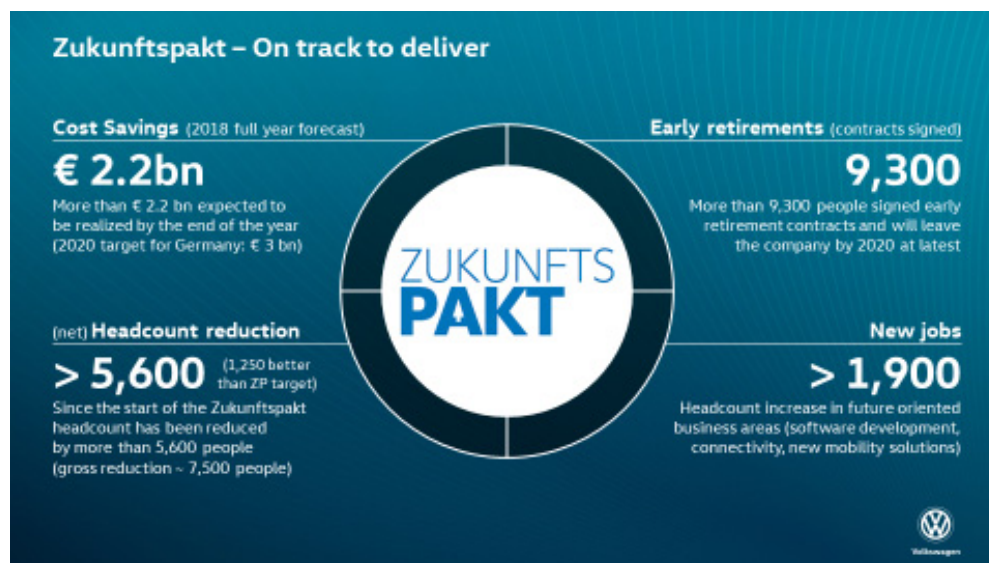 Zukunftspakt – On track to deliver
Cost Savings (2018 full year forecast)
€ 2.2bn
More than € 2.2 bn expected to
be realized by the end of the year
(2020 target for Germany: € 3 bn)
Early retirements (contracts signed)
9,300
More than 9,300 people signed early
retirement contracts and will leave
the company by 2020 at latest
ZUKUNFTS
PAKT
(net) Headcount reduction
> 5,600 (1,250 better
than ZP target)
Since the start of the Zukunftspakt
headcount has been reduced
by more than 5,600 people
(gross reduction ~ 7,500 people)
New jobs
> 1,900
Headcount increase in future oriented
business areas (software development,
connectivity, new mobility solutions)
Volkswagen